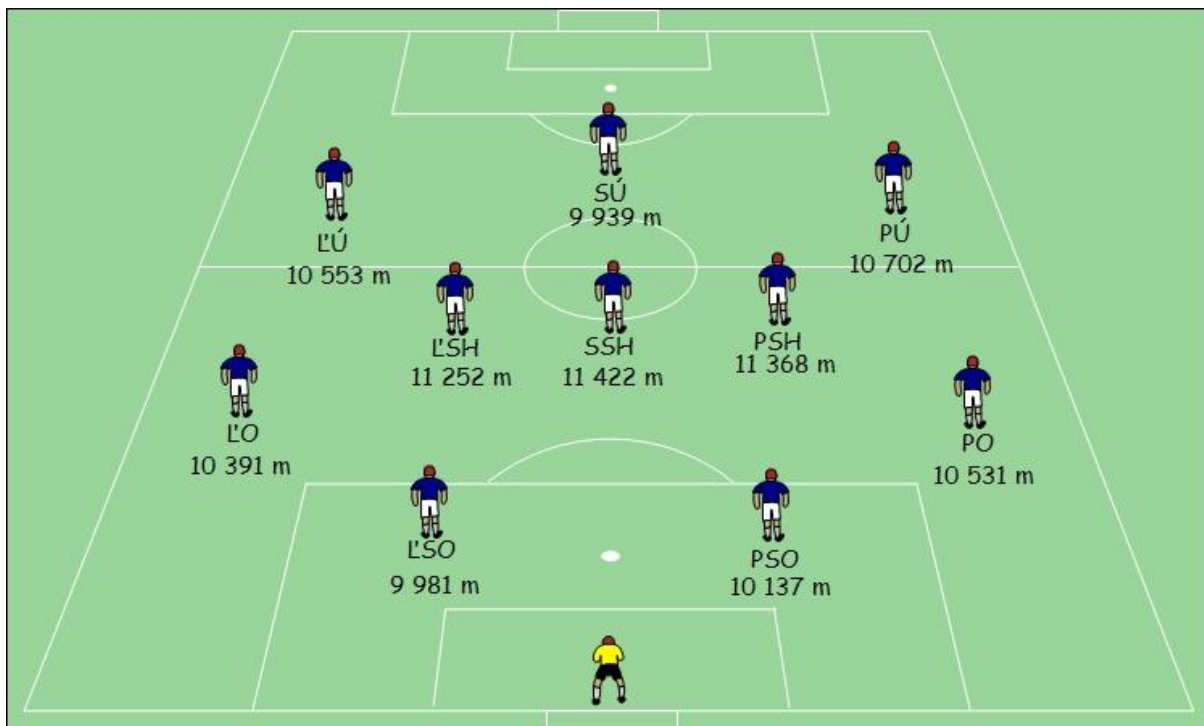 SÚ
9 939 m
ĽÚ
10 553 m
PÚ
10 702 m
ĽSH
11 252 m
SSH
11 422 m
PSH
11 368 m
ĽO
10 391 m
PO
10 531 m
ĽSO
9 981 m
PSO
10 137 m